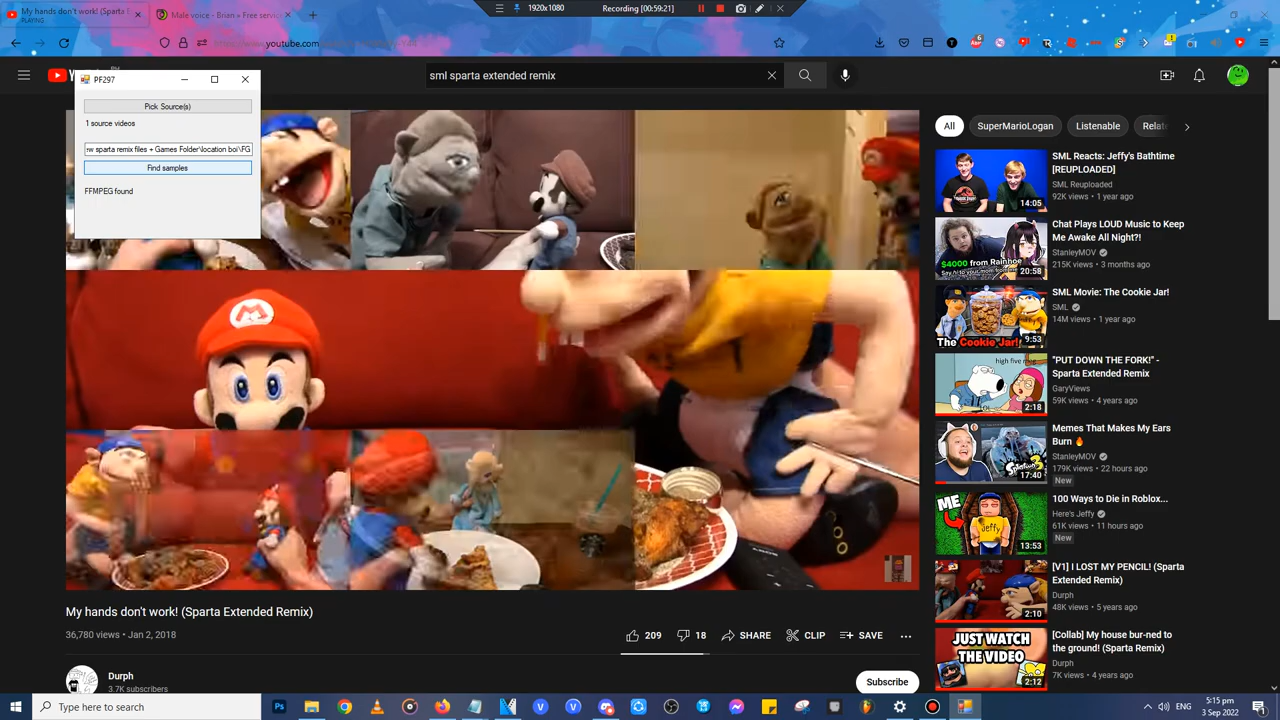 My hands don't work! (Sparta E
PLAYING
Male voice - Brian » Free servic
1920x1080
Recording [00:59:21]
sml sparta extended remix
PF297
Pick Source(s)
1 source videos
sparta remix files + Games Folder\location boi\FG
Find samples
FFMPEG found
All
SuperMarioLogan
Listenable
Relate
SML Reacts: Jeffy's Bathtime
[REUPLOADED]
SML Reuploaded
92K views • 1 year ago
14:05
Chat Plays LOUD Music to Keep
Me Awake All Night?!
StanleyMOV
215K views • 3 months ago
$4000 from Rainhoe
20:58
SML Movie: The Cookie Jar!
SML
14M views • 1 year ago
The Cookie Jar!
9:53
"PUT DOWN THE FORK!" -
Sparta Extended Remix
GaryViews
59K views • 4 years ago
2:18
Memes That Makes My Ears
Burn 🔥
StanleyMOV
179K views • 22 hours ago
New
17:40
100 Ways to Die in Roblox...
Here's Jeffy
61K views • 11 hours ago
New
ME
Jeffy
13:53
[V1] I LOST MY PENCIL! (Sparta
Extended Remix)
Durph
48K views • 5 years ago
2:10
[Collab] My house bur-ned to
the ground! (Sparta Remix)
Durph
7K views • 4 years ago
JUST WATCH
THE VIDEO
2:12
My hands don't work! (Sparta Extended Remix)
36,780 views • Jan 2, 2018
209
18
SHARE
CLIP
SAVE
Durph
3.7K subscribers
Subscribe
Type here to search
ENG
5:15 pm
3 Sep 2022